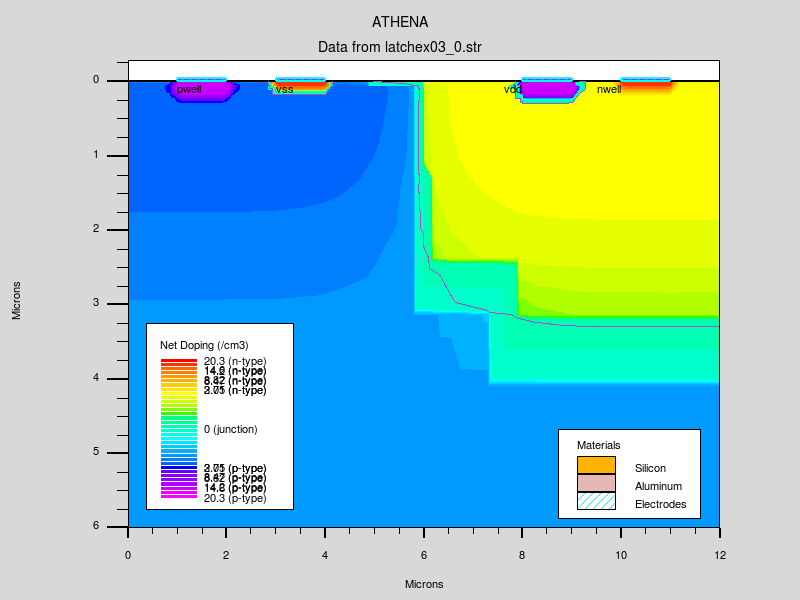 ATHENA
Data from latchex03_0.str
Microns
0
1
2
3
4
5
6
pwell
vss
vdd
nwell
Net Doping (/cm3)
20.3 (n-type)
0 (junction)
20.3 (p-type)
Materials
Silicon
Aluminum
Electrodes
0
2
4
6
8
10
12
Microns